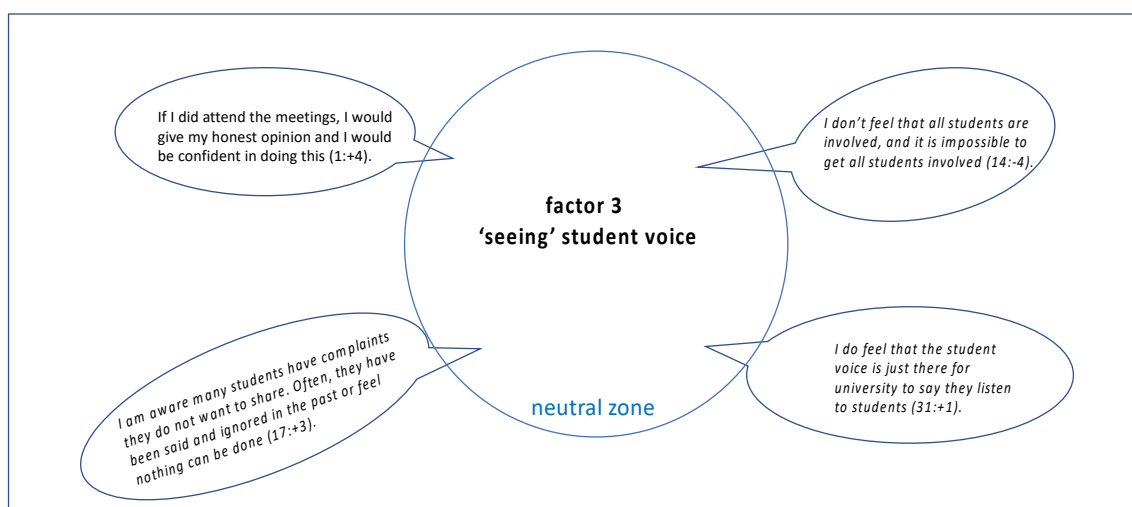 If I did attend the meetings, I would
give my honest opinion and I would
be confident in doing this (1:+4).
I don’t feel that all students are
involved, and it is impossible to
get all students involved (14:-4).
factor 3
‘seeing’ student voice
I am aware many students have complaints
they do not want to share. Often, they have
been said and ignored in the past or feel
nothing can be done (17:+3).
I do feel that the student
voice is just there for
university to say they listen
to students (31:+1).
neutral zone